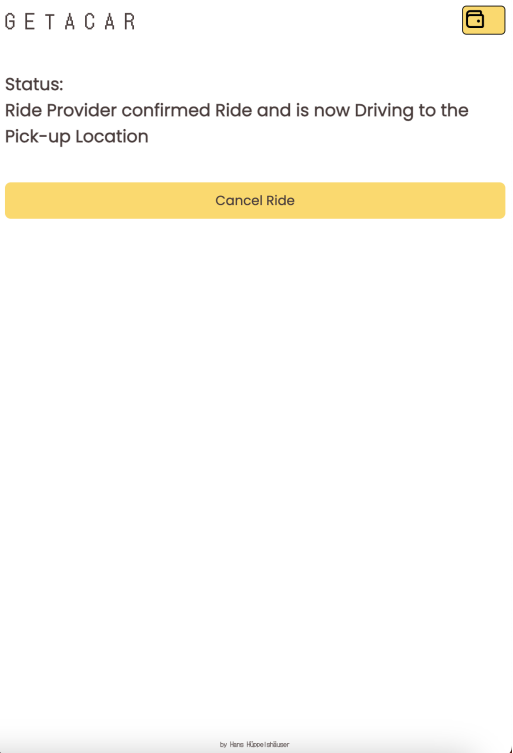 GETACAR
Status:
Ride Provider confirmed Ride and is now Driving to the
Pick-up Location
Cancel Ride
by Hans Hüppelshäuser